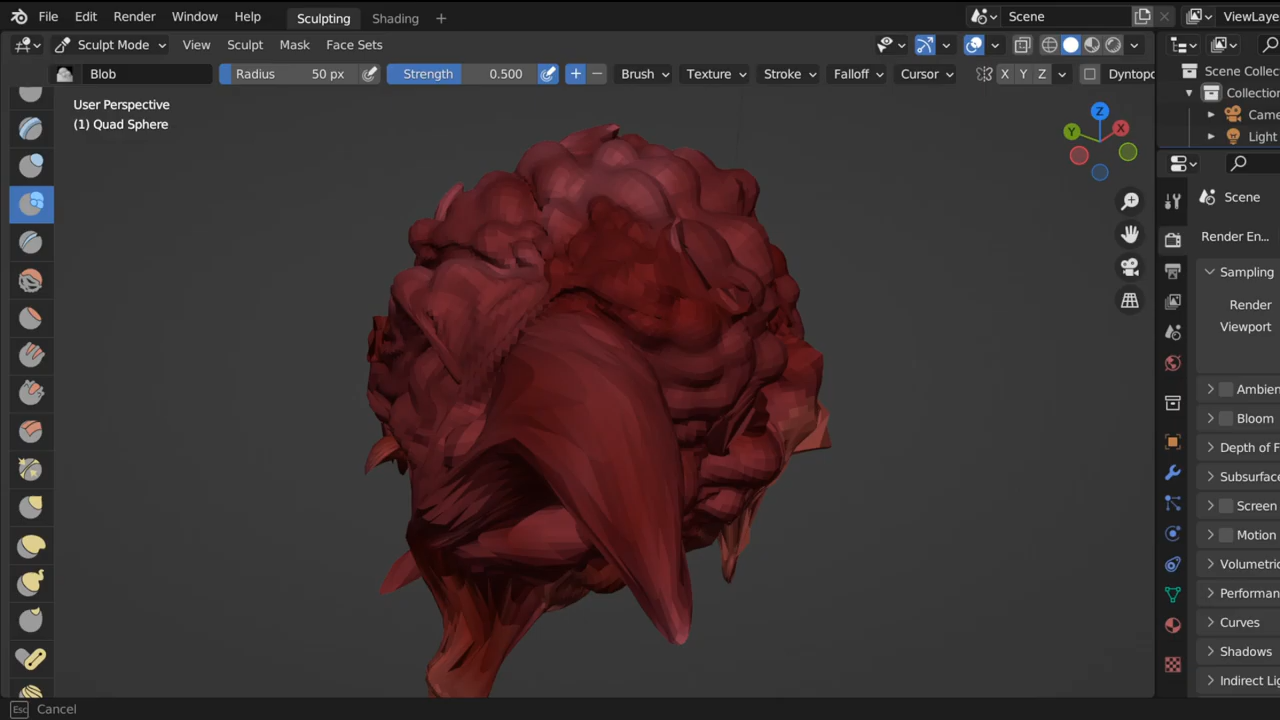 File Edit Render Window Help Sculpting Shading + Scene ViewLaye
Sculpt Mode View Sculpt Mask Face Sets
Blob Radius 50 px Strength 0.500 + − Brush Texture Stroke Falloff Cursor X Y Z Dyntopo
Scene Collec
Collection
Came
Light
User Perspective
(1) Quad Sphere
Z
Y
X
Scene
Render En...
Sampling
Render
Viewport
Ambien
Bloom
Depth of F
Subsurface
Screen
Motion
Volumetric
Performan
Curves
Shadows
Indirect Lig
Esc Cancel